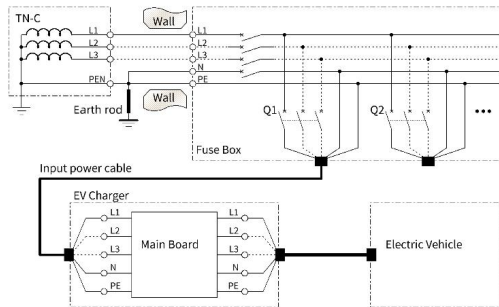 TN-C
Wall
L1
L1
L2
L2
L3
L3
N
PEN
PE
Wall
Earth rod
Q1
Q2
Fuse Box
Input power cable
EV Charger
L1
L1
L2
L2
L3
Main Board
L3
Electric Vehicle
N
N
PE
PE